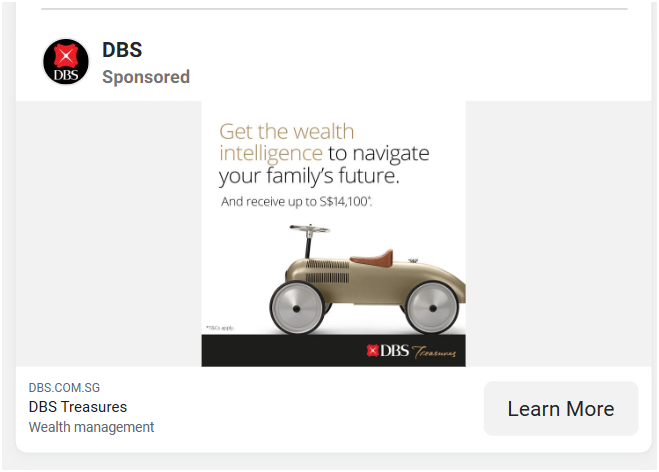 DBS
DBS
Sponsored
Get the wealth
intelligence to navigate
your family's future.
And receive up to S$14,100*.
*T&Cs apply.
DBS Treasures
DBS.COM.SG
DBS Treasures
Wealth management
Learn More